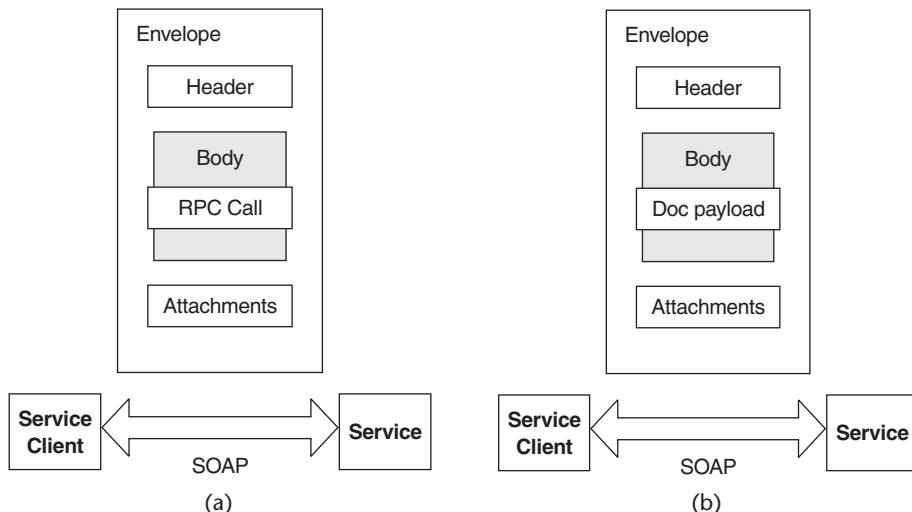 Envelope
Header
Body
RPC Call
Attachments
Service
Client
Service
SOAP
(a)
Envelope
Header
Body
Doc payload
Attachments
Service
Client
Service
SOAP
(b)